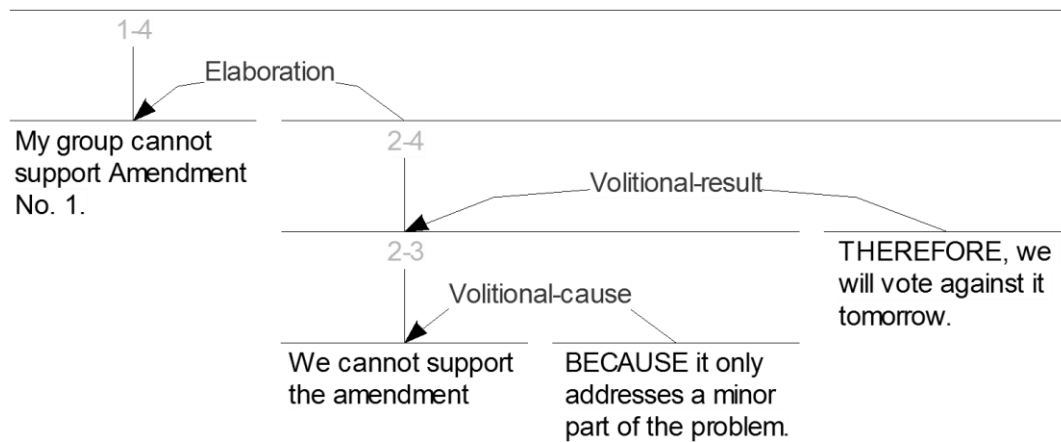 1-4
Elaboration
My group cannot
support Amendment
No. 1.
2-4
Volitional-result
2-3
THEREFORE, we
will vote against it
tomorrow.
Volitional-cause
We cannot support
the amendment
BECAUSE it only
addresses a minor
part of the problem.